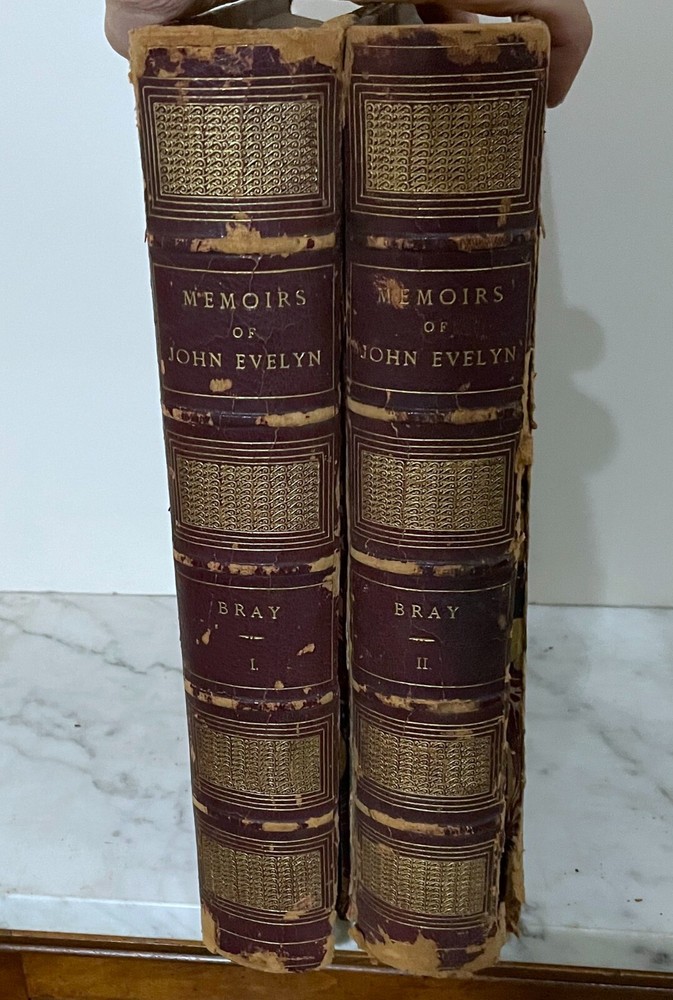 MEMOIRS
OF
JOHN EVELYN
BRAY
I.
MEMOIRS
OF
JOHN EVELYN
BRAY
II